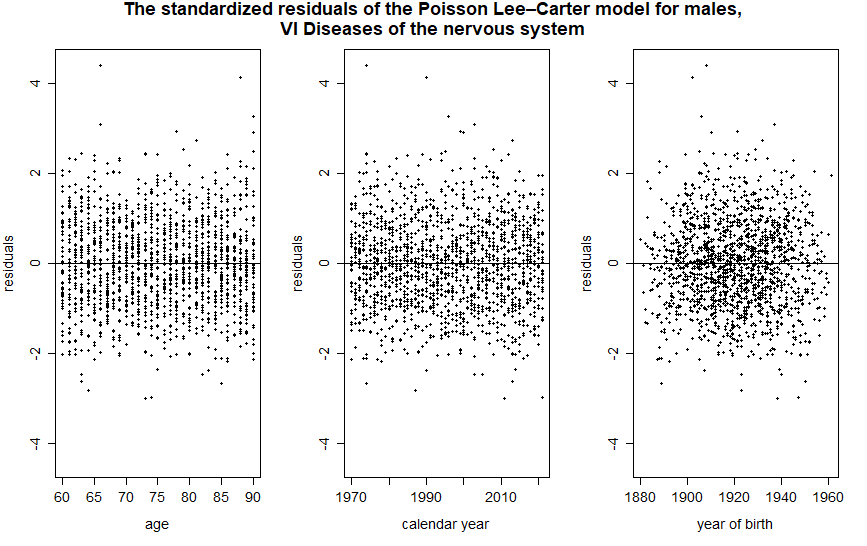 The standardized residuals of the Poisson Lee–Carter model for males,
VI Diseases of the nervous system
residuals
4
2
0
-2
-4
60 65 70 75 80 85 90
age
residuals
4
2
0
-2
-4
1970 1990 2010
calendar year
residuals
4
2
0
-2
-4
1880 1900 1920 1940 1960
year of birth